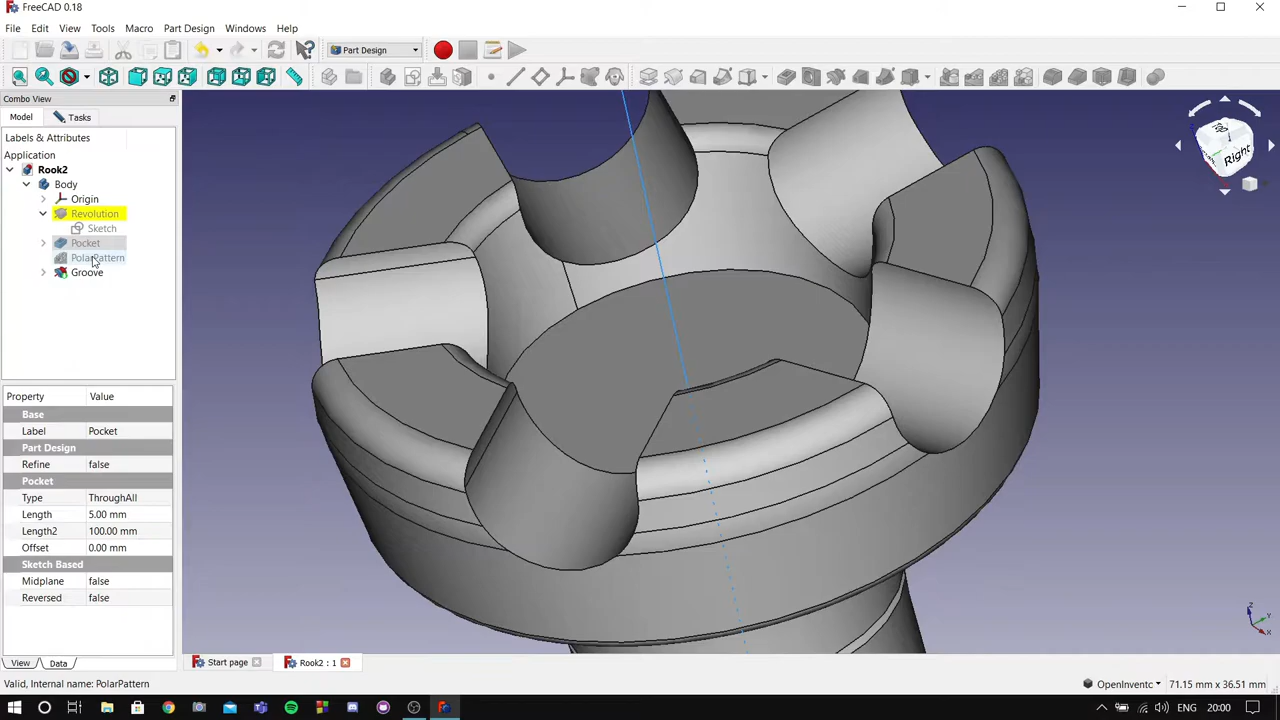 FreeCAD 0.18
File Edit View Tools Macro Part Design Windows Help
Part Design
Combo View
Model Tasks
Labels & Attributes
Application
Rook2
Body
Origin
Revolution
Sketch
Pocket
PolarPattern
Groove
Right
Property Value
Base
Label Pocket
Part Design
Refine false
Pocket
Type ThroughAll
Length 5.00 mm
Length2 100.00 mm
Offset 0.00 mm
Sketch Based
Midplane false
Reversed false
View Data
Start page Rook2 : 1
Valid, Internal name: PolarPattern
OpenInventc 71.15 mm x 36.51 mm
ENG 20:00